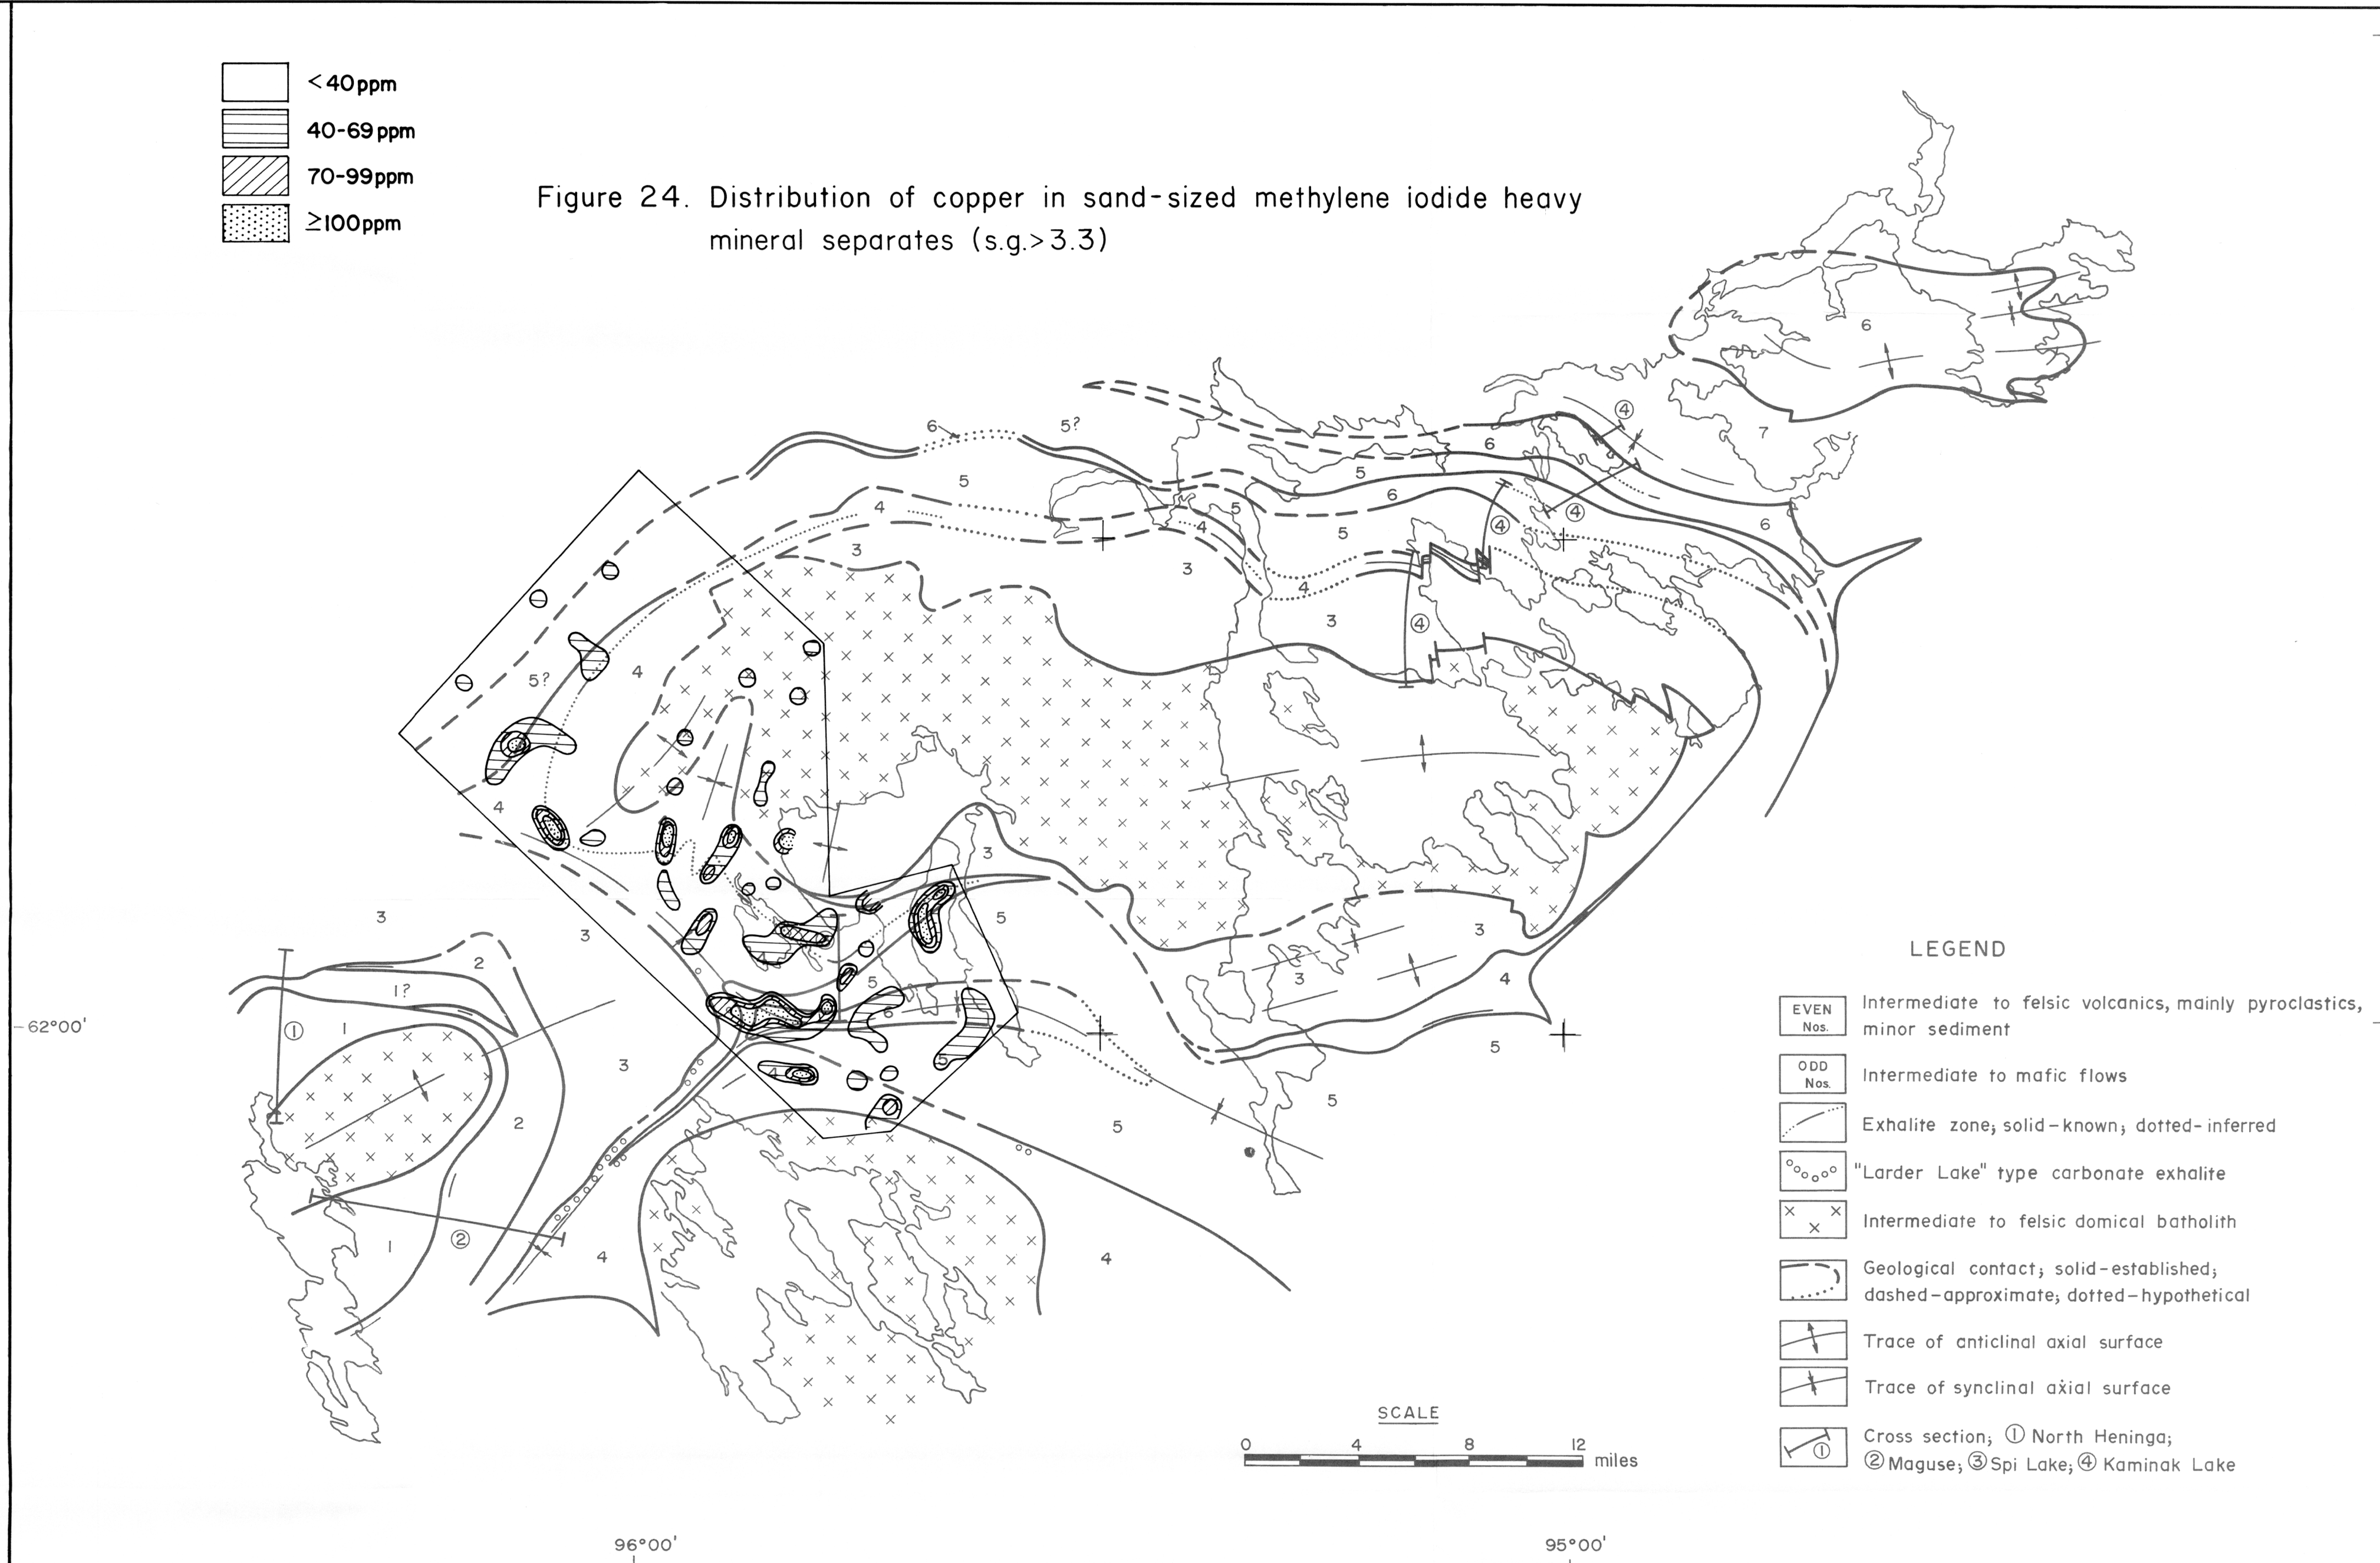 <40ppm
40-69ppm
70-99ppm
≥100ppm
Figure 24. Distribution of copper in sand-sized methylene iodide heavy
mineral separates (s.g.>3.3)
6
④
7
6 5? 6
5 5
5 6
4 5 ④ ④ 6
4 5
3
3 4
3 ④
5? 4
4
3
3 3 5 3
2 4 3 4
1? 5
6
① 1
-62°00'
3 5 5
4
2 5 5
1 ② 4 4
LEGEND
EVEN Nos. Intermediate to felsic volcanics, mainly pyroclastics,
minor sediment
ODD Nos. Intermediate to mafic flows
Exhalite zone; solid-known; dotted-inferred
"Larder Lake" type carbonate exhalite
Intermediate to felsic domical batholith
Geological contact; solid-established;
dashed-approximate; dotted-hypothetical
Trace of anticlinal axial surface
Trace of synclinal axial surface
① Cross section; ① North Heninga;
② Maguse; ③ Spi Lake; ④ Kaminak Lake
SCALE
0 4 8 12
miles
96°00' 95°00'